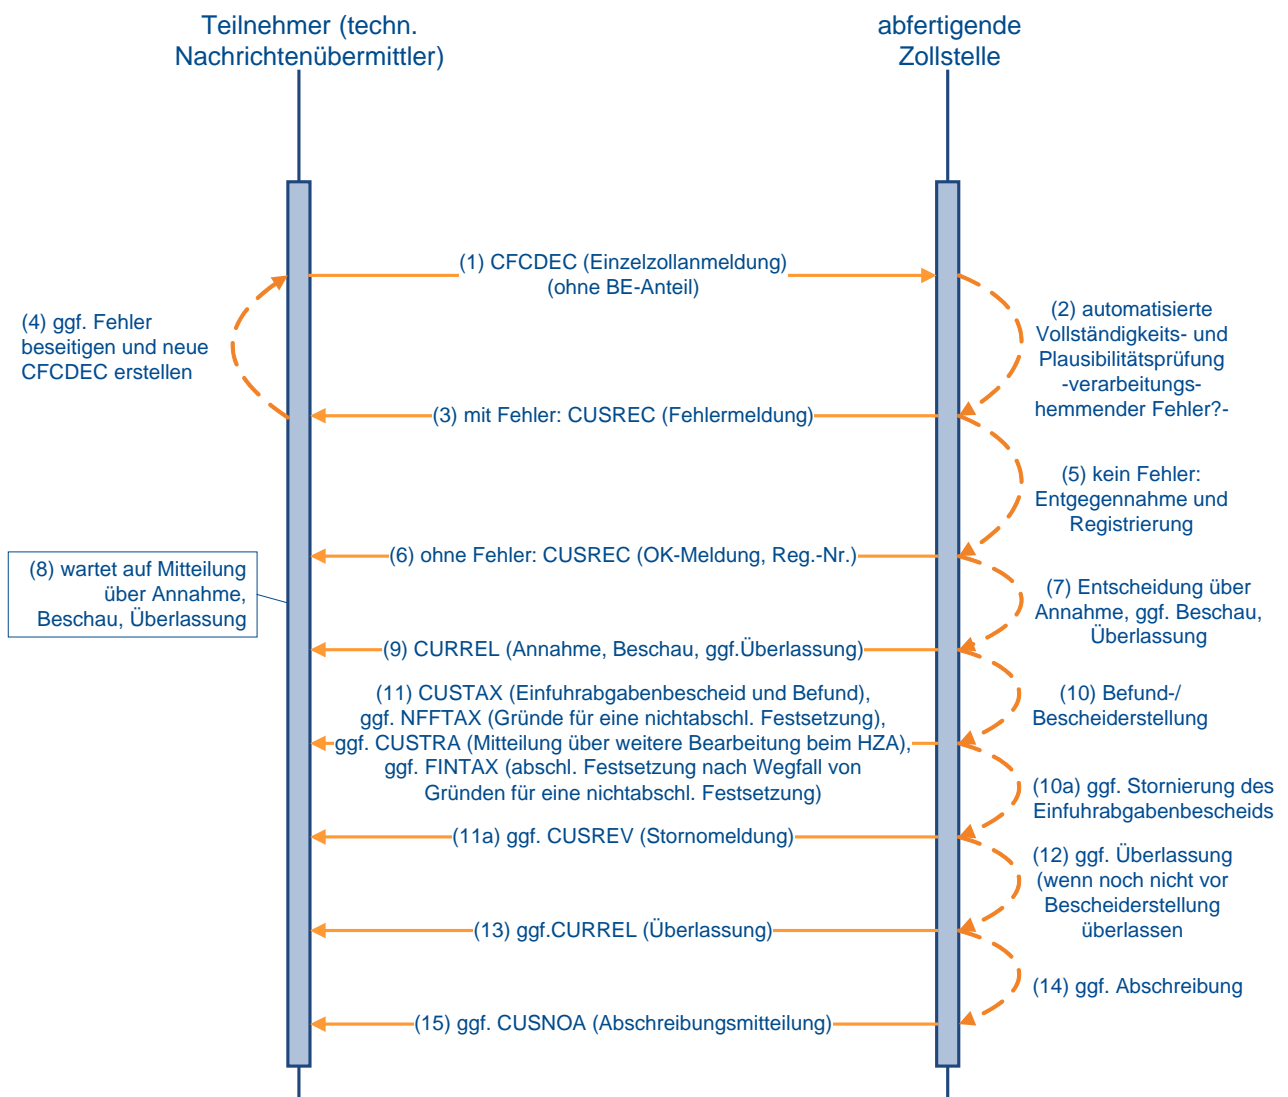 Teilnehmer (techn.
Nachrichtenübermittler)
abfertigende
Zollstelle
(1) CFCDEC (Einzelzollanmeldung)
(ohne BE-Anteil)
(2) automatisierte
Vollständigkeits- und
Plausibilitätsprüfung
-verarbeitungs-
hemmender Fehler?-
(4) ggf. Fehler
beseitigen und neue
CFCDEC erstellen
(3) mit Fehler: CUSREC (Fehlermeldung)
(5) kein Fehler:
Entgegennahme und
Registrierung
(6) ohne Fehler: CUSREC (OK-Meldung, Reg.-Nr.)
(8) wartet auf Mitteilung
über Annahme,
Beschau, Überlassung
(7) Entscheidung über
Annahme, ggf. Beschau,
Überlassung
(9) CURREL (Annahme, Beschau, ggf.Überlassung)
(10) Befund-/
Bescheiderstellung
(11) CUSTAX (Einfuhrabgabenbescheid und Befund),
ggf. NFFTAX (Gründe für eine nichtabschl. Festsetzung),
ggf. CUSTRA (Mitteilung über weitere Bearbeitung beim HZA),
ggf. FINTAX (abschl. Festsetzung nach Wegfall von
Gründen für eine nichtabschl. Festsetzung)
(10a) ggf. Stornierung des
Einfuhrabgabenbescheids
(11a) ggf. CUSREV (Stornomeldung)
(12) ggf. Überlassung
(wenn noch nicht vor
Bescheiderstellung
überlassen
(13) ggf.CURREL (Überlassung)
(14) ggf. Abschreibung
(15) ggf. CUSNOA (Abschreibungsmitteilung)